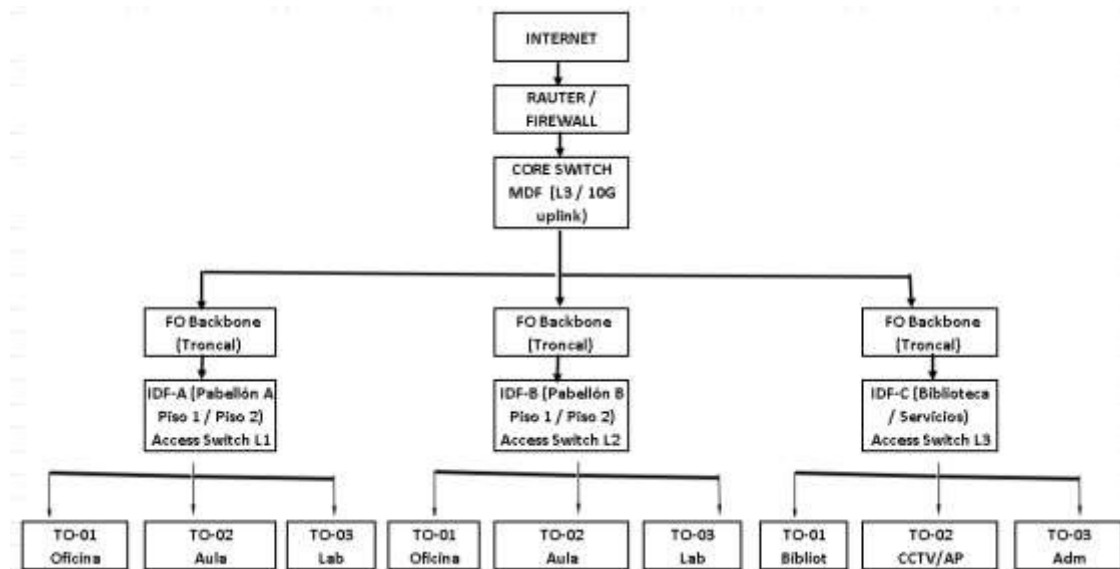 INTERNET
RAUTER /
FIREWALL
CORE SWITCH
MDF (L3 / 10G
uplink)
FO Backbone
(Troncal)
FO Backbone
(Troncal)
FO Backbone
(Troncal)
IDF-A (Pabellón A
Piso 1 / Piso 2)
Access Switch L1
IDF-B (Pabellón B
Piso 1 / Piso 2)
Access Switch L2
IDF-C (Biblioteca
/ Servicios)
Access Switch L3
TO-01
Oficina
TO-02
Aula
TO-03
Lab
TO-01
Oficina
TO-02
Aula
TO-03
Lab
TO-01
Bibliot
TO-02
CCTV/AP
TO-03
Adm